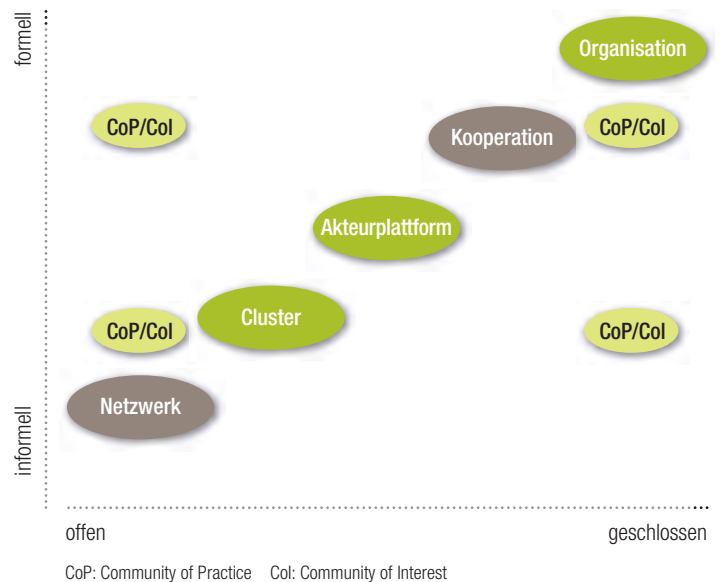 formell
Organisation
CoP/CoI
Kooperation
CoP/CoI
Akteurplattform
CoP/CoI
Cluster
CoP/CoI
Netzwerk
informell
offen
geschlossen
CoP: Community of Practice CoI: Community of Interest